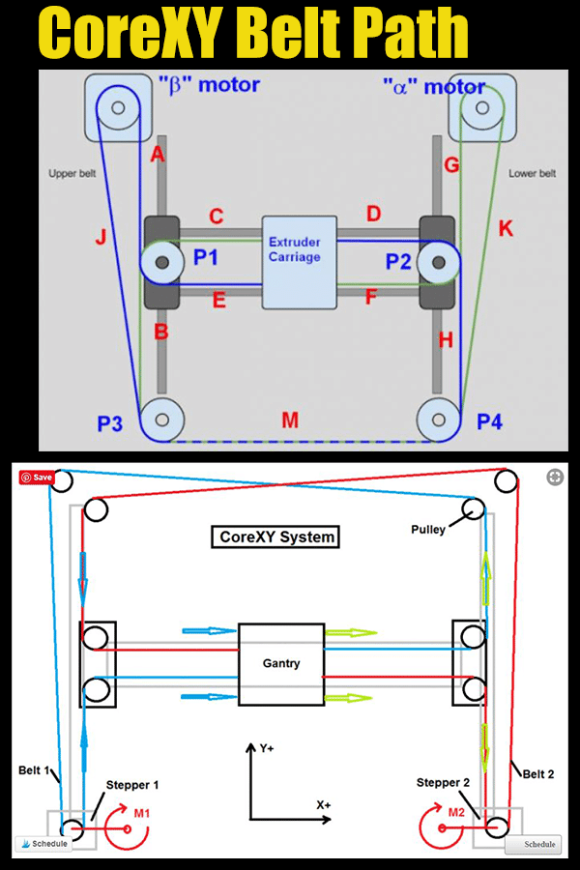 CoreXY Belt Path
"β" motor
"α" motor
A
G
Upper belt
Lower belt
C
D
K
J
Extruder
Carriage
P1
P2
E
F
B
H
P3
M
P4
Save
Pulley
CoreXY System
Gantry
Y+
Belt 1
Stepper 1
Stepper 2
Belt 2
X+
M1
M2
Schedule
Schedule